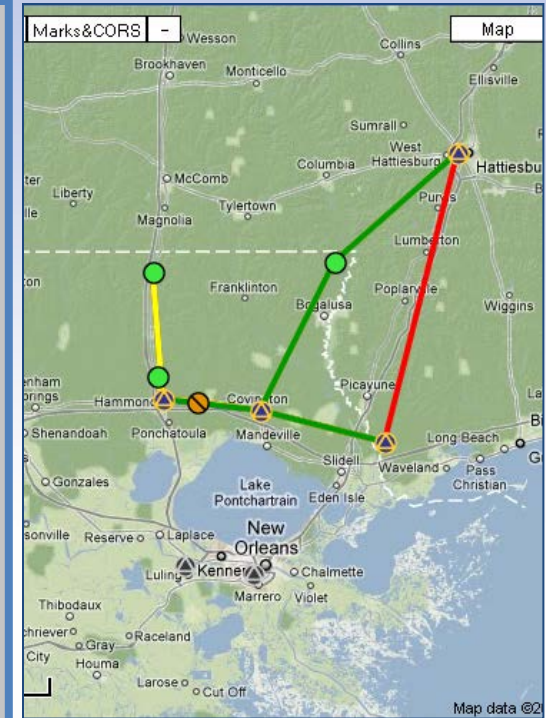 Marks&CORS
-
Map
Wesson
Collins
Brookhaven
Monticello
Ellisville
Sumrall
West
Hattiesburg
Hattiesbu
Columbia
McComb
Liberty
Tylertown
Purvis
Magnolia
Lumberton
Franklinton
Poplarville
Bogalusa
Wiggins
Picayune
Hammond
Covington
Shenandoah
Ponchatoula
Mandeville
Long Beach
Slidell
Waveland
Pass
Christian
Gonzales
Lake
Pontchartrain
Eden Isle
New
Orleans
Reserve
Laplace
Luling
Kenner
Chalmette
Marrero
Violet
Thibodaux
Raceland
Gray
City
Houma
Larose
Cut Off
Map data ©2